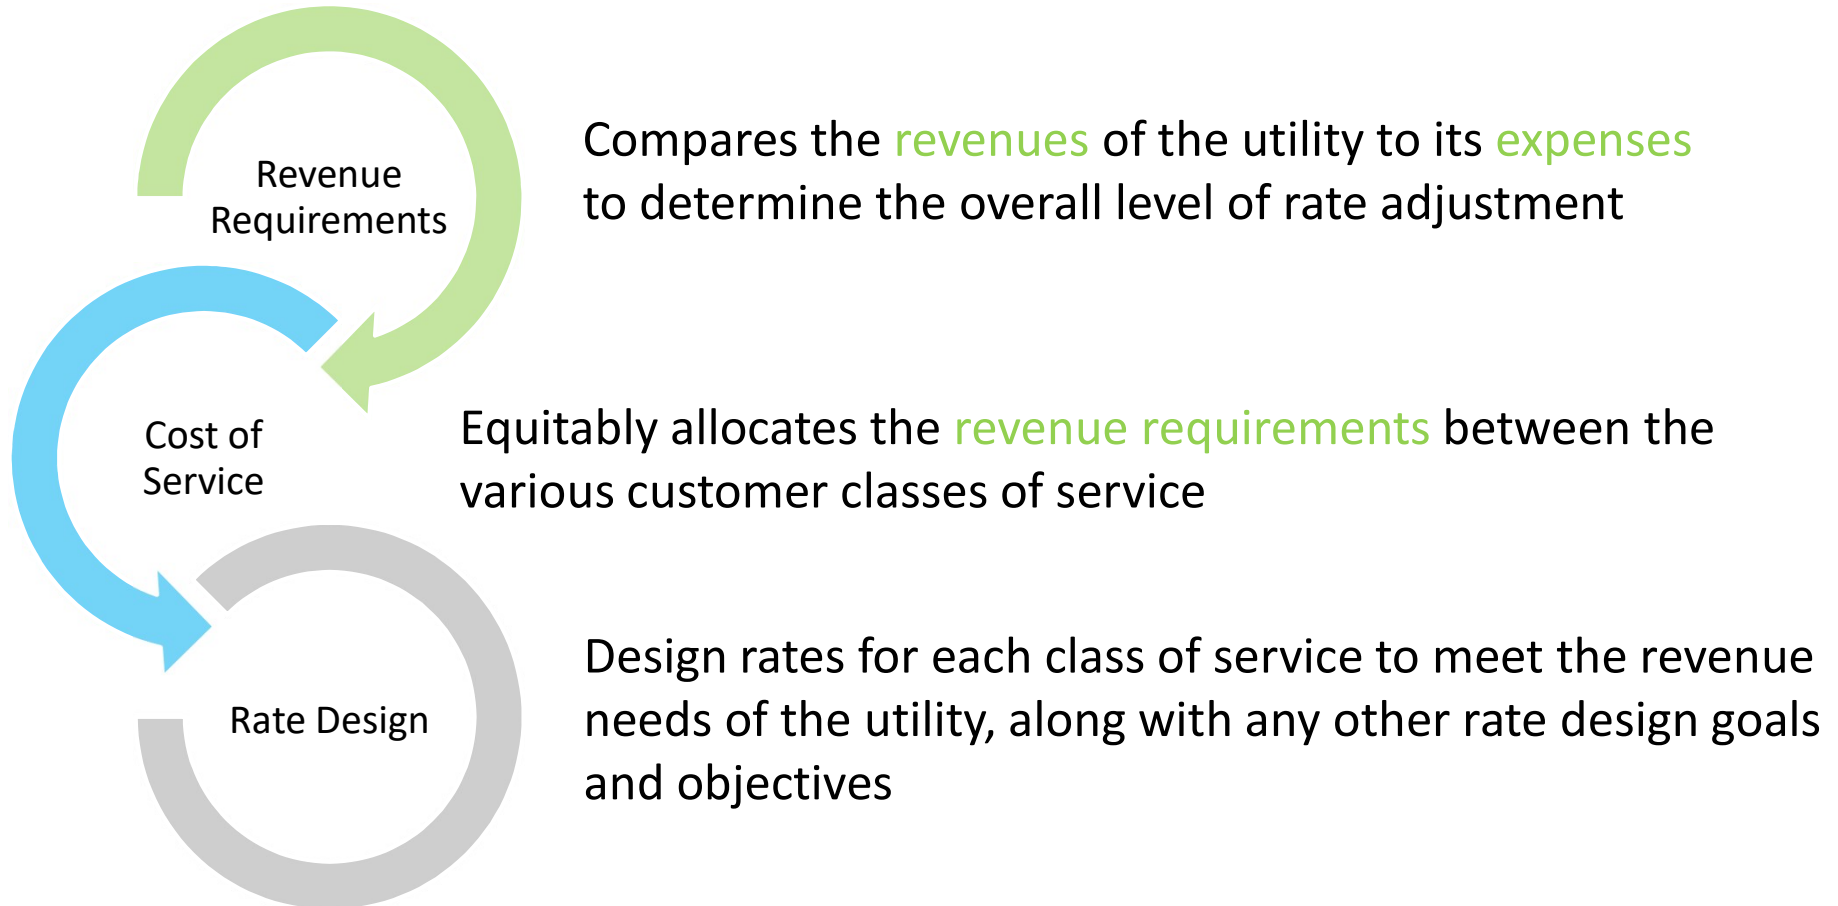 Revenue
Requirements
Compares the revenues of the utility to its expenses
to determine the overall level of rate adjustment
Cost of
Service
Equitably allocates the revenue requirements between the
various customer classes of service
Rate Design
Design rates for each class of service to meet the revenue
needs of the utility, along with any other rate design goals
and objectives